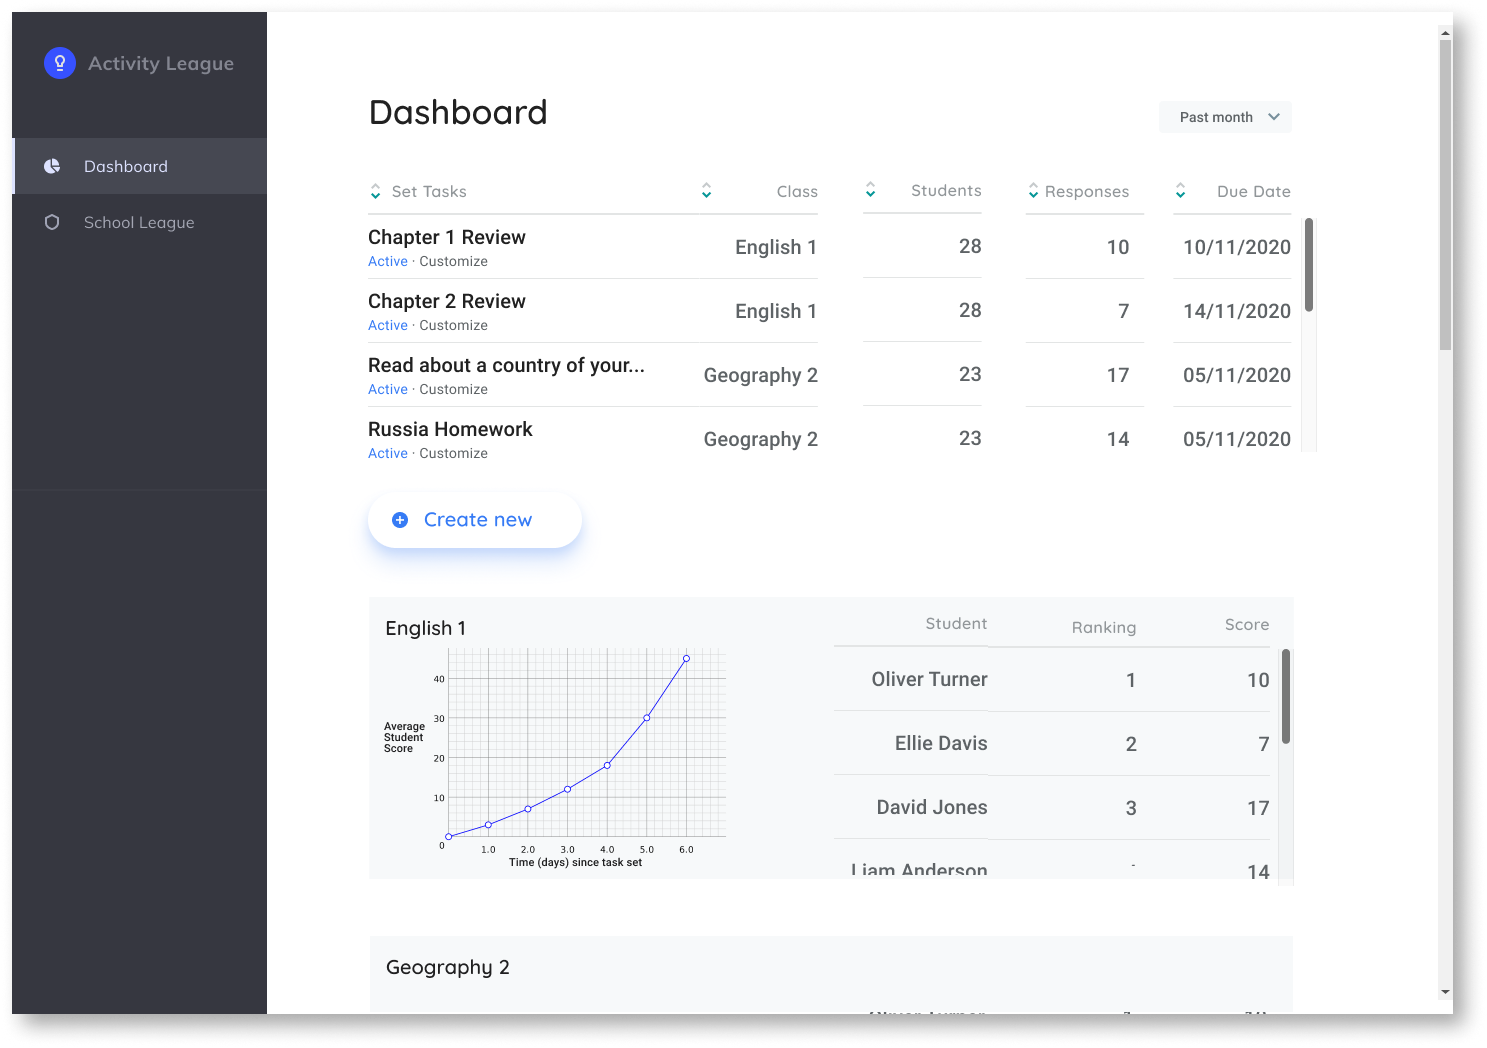 Activity League
Dashboard
School League
Dashboard
Past month
Set Tasks Class Students Responses Due Date
Chapter 1 Review English 1 28 10 10/11/2020
Active · Customize
Chapter 2 Review English 1 28 7 14/11/2020
Active · Customize
Read about a country of your... Geography 2 23 17 05/11/2020
Active · Customize
Russia Homework Geography 2 23 14 05/11/2020
Active · Customize
Create new
English 1
Average
Student
Score
40
30
20
10
0
1.0 2.0 3.0 4.0 5.0 6.0
Time (days) since task set
Student Ranking Score
Oliver Turner 1 10
Ellie Davis 2 7
David Jones 3 17
Liam Anderson 14
Geography 2